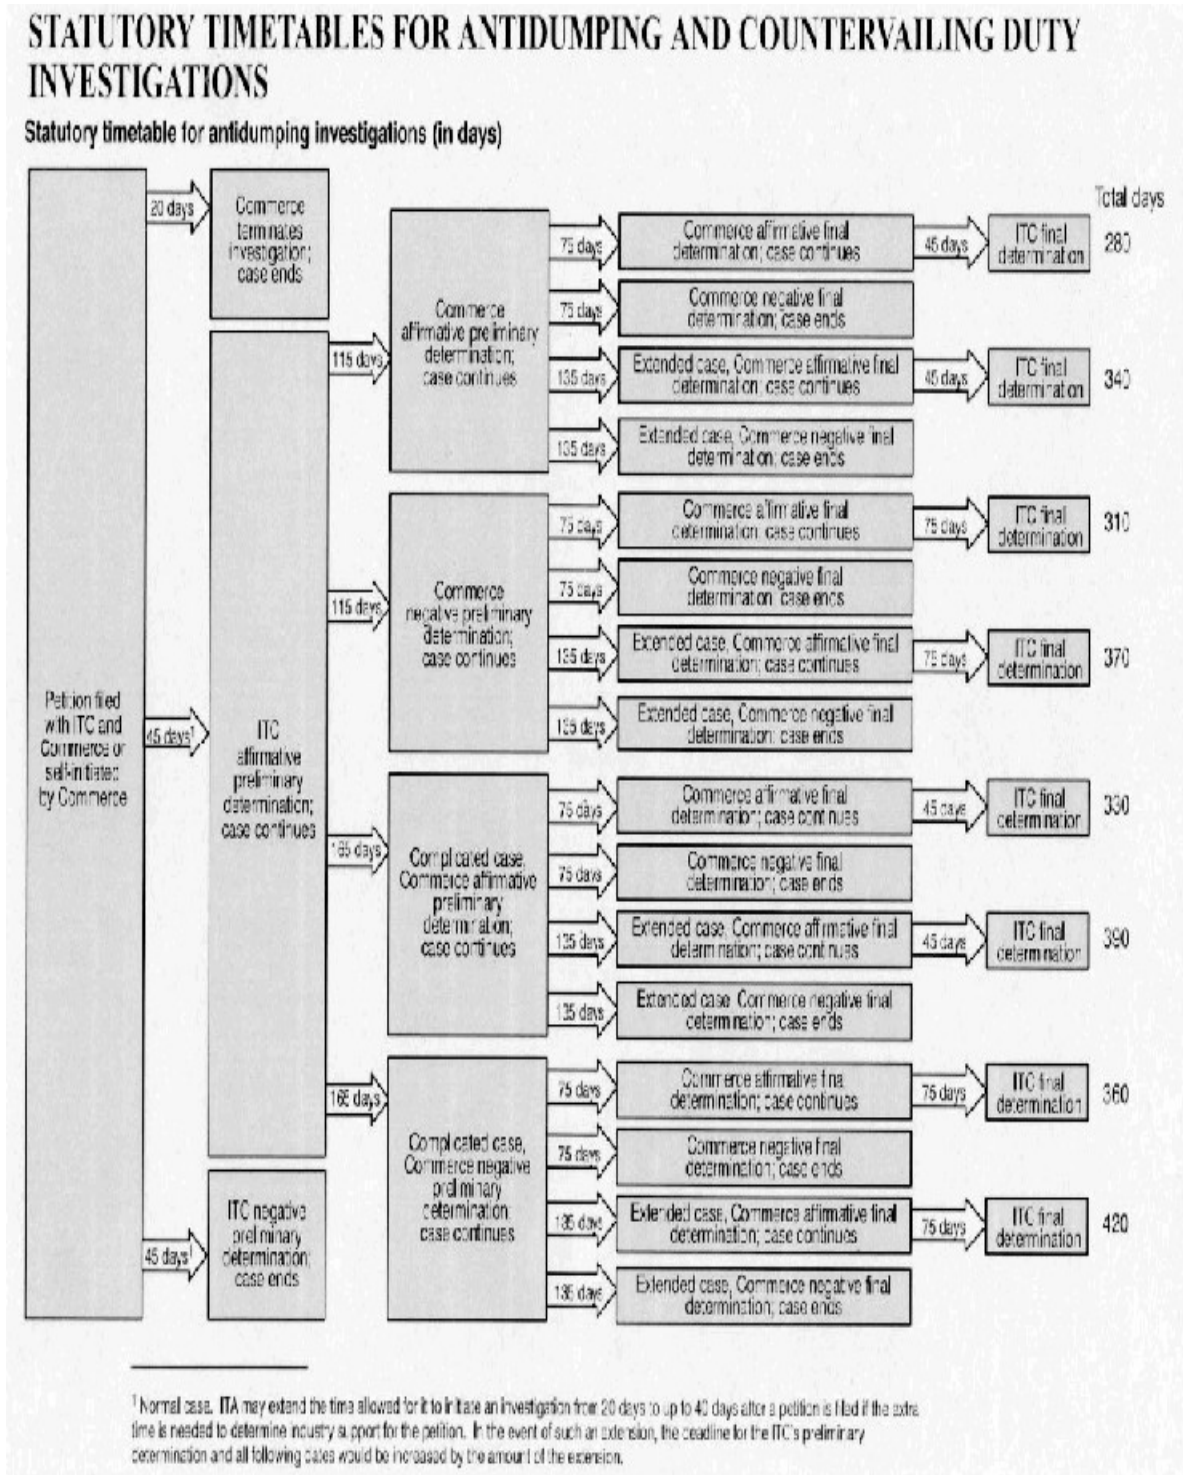 STATUTORY TIMETABLES FOR ANTIDUMPING AND COUNTERVAILING DUTY
INVESTIGATIONS
Statutory timetable for antidumping investigations (in days)
Total days
Petition filed
with ITC and
Commerce or
self-initiated
by Commerce
20 days
Commerce
terminates
investigation;
case ends
45 days¹
ITC
affirmative
preliminary
determination;
case continues
45 days¹
ITC negative
preliminary
determination;
case ends
115 days
Commerce
affirmative preliminary
determination;
case continues
75 days
Commerce affirmative final
determination; case continues
45 days
ITC final
determination
280
75 days
Commerce negative final
determination; case ends
135 days
Extended case, Commerce affirmative final
determination; case continues
45 days
ITC final
determination
340
135 days
Extended case, Commerce negative final
determination; case ends
115 days
Commerce
negative preliminary
determination;
case continues
75 days
Commerce affirmative final
determination; case continues
75 days
ITC final
determination
310
75 days
Commerce negative final
determination; case ends
135 days
Extended case, Commerce affirmative final
determination; case continues
75 days
ITC final
determination
370
135 days
Extended case, Commerce negative final
determination; case ends
165 days
Complicated case,
Commerce affirmative
preliminary
determination;
case continues
75 days
Commerce affirmative final
determination; case continues
45 days
ITC final
determination
330
75 days
Commerce negative final
determination; case ends
135 days
Extended case, Commerce affirmative final
determination; case continues
45 days
ITC final
determination
390
135 days
Extended case, Commerce negative final
determination; case ends
165 days
Complicated case,
Commerce negative
preliminary
determination;
case continues
75 days
Commerce affirmative final
determination; case continues
75 days
ITC final
determination
360
75 days
Commerce negative final
determination; case ends
135 days
Extended case, Commerce affirmative final
determination; case continues
75 days
ITC final
determination
420
135 days
Extended case, Commerce negative final
determination; case ends
¹ Normal case. ITA may extend the time allowed for it to initiate an investigation from 20 days to up to 40 days after a petition is filed if the extra
time is needed to determine industry support for the petition. In the event of such an extension, the deadline for the ITC's preliminary
determination and all following dates would be increased by the amount of the extension.